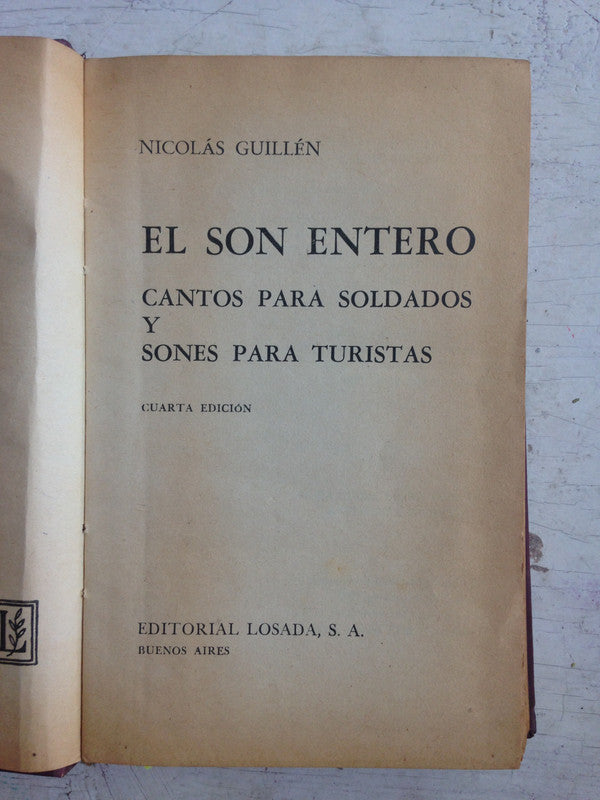 NICOLÁS GUILLÉN
EL SON ENTERO
CANTOS PARA SOLDADOS
Y
SONES PARA TURISTAS
CUARTA EDICIÓN
EDITORIAL LOSADA, S. A.
BUENOS AIRES
L